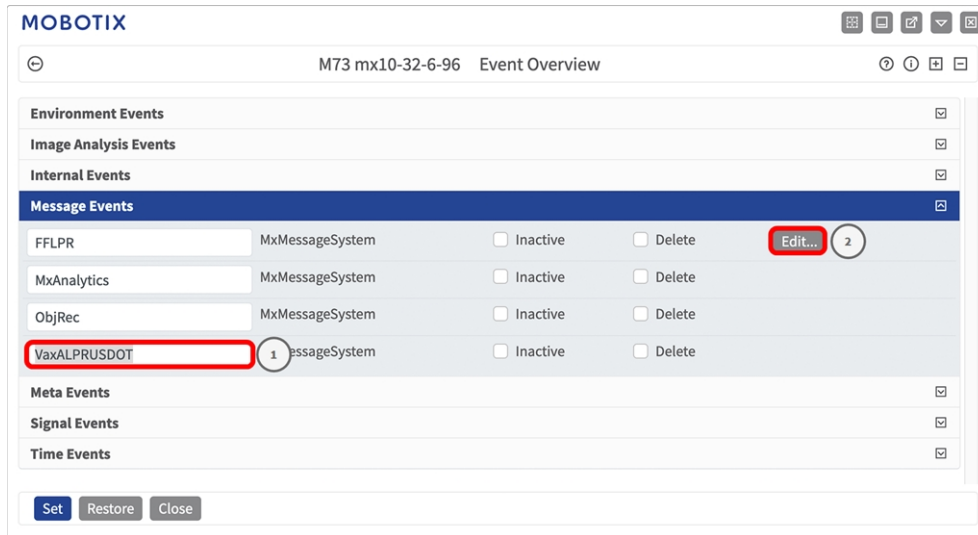 MOBOTIX
M73 mx10-32-6-96 Event Overview
Environment Events
Image Analysis Events
Internal Events
Message Events
FFLPR MxMessageSystem Inactive Delete Edit... 2
MxAnalytics MxMessageSystem Inactive Delete
ObjRec MxMessageSystem Inactive Delete
VaxALPRUSDOT 1 essageSystem Inactive Delete
Meta Events
Signal Events
Time Events
Set Restore Close